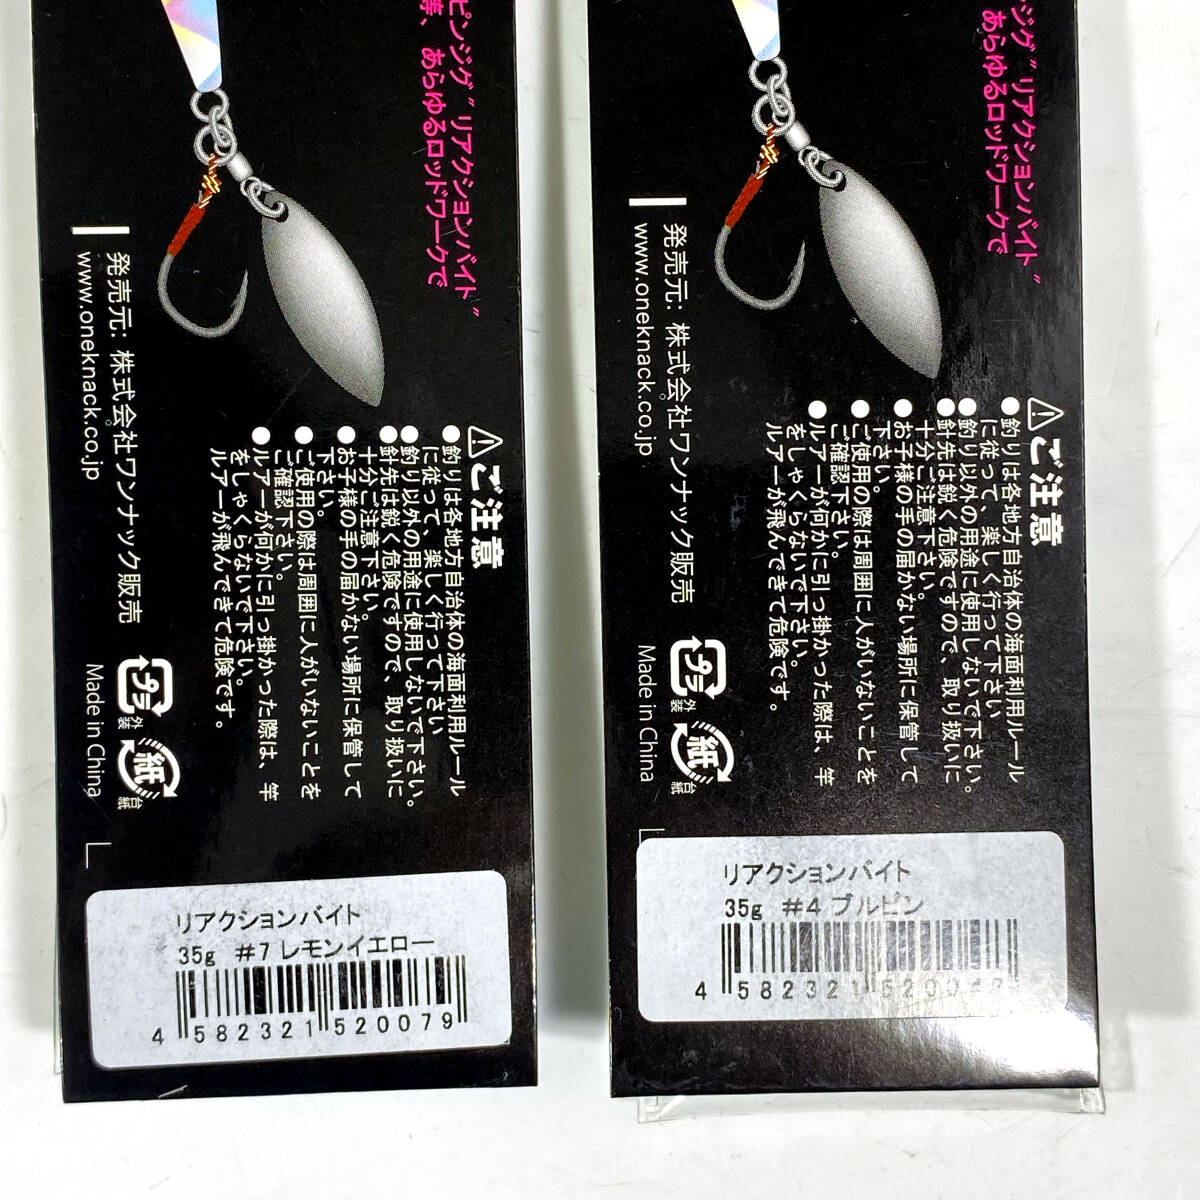 ピンジグ“リアクションバイト”
等、あらゆるロッドワークで
発売元: 株式会社ワンナック販売
www.oneknack.co.jp
⚠ご注意
●釣りは各地方自治体の海面利用ルール
に従って、楽しく行って下さい
●釣り以外の用途に使用しないで下さい。
●針先は鋭く危険ですので、取り扱いに
十分ご注意下さい。
●お子様の手の届かない場所に保管して
下さい。
●ご使用の際は周囲に人がいないことを
ご確認下さい。
●ルアーが何かに引っ掛かった際は、竿
をしゃくらないで下さい。
ルアーが飛んできて危険です。
プラ
外装
紙
台紙
Made in China
リアクションバイト
35g #7 レモンイエロー
4 582321 520079
ンジグ“リアクションバイト”
あらゆるロッドワークで
発売元: 株式会社ワンナック販売
www.oneknack.co.jp
⚠ご注意
●釣りは各地方自治体の海面利用ルール
に従って、楽しく行って下さい
●釣り以外の用途に使用しないで下さい。
●針先は鋭く危険ですので、取り扱いに
十分ご注意下さい。
●お子様の手の届かない場所に保管して
下さい。
●ご使用の際は周囲に人がいないことを
ご確認下さい。
●ルアーが何かに引っ掛かった際は、竿
をしゃくらないで下さい。
ルアーが飛んできて危険です。
プラ
外装
紙
台紙
Made in China
リアクションバイト
35g #4 ブルピン
4 582321